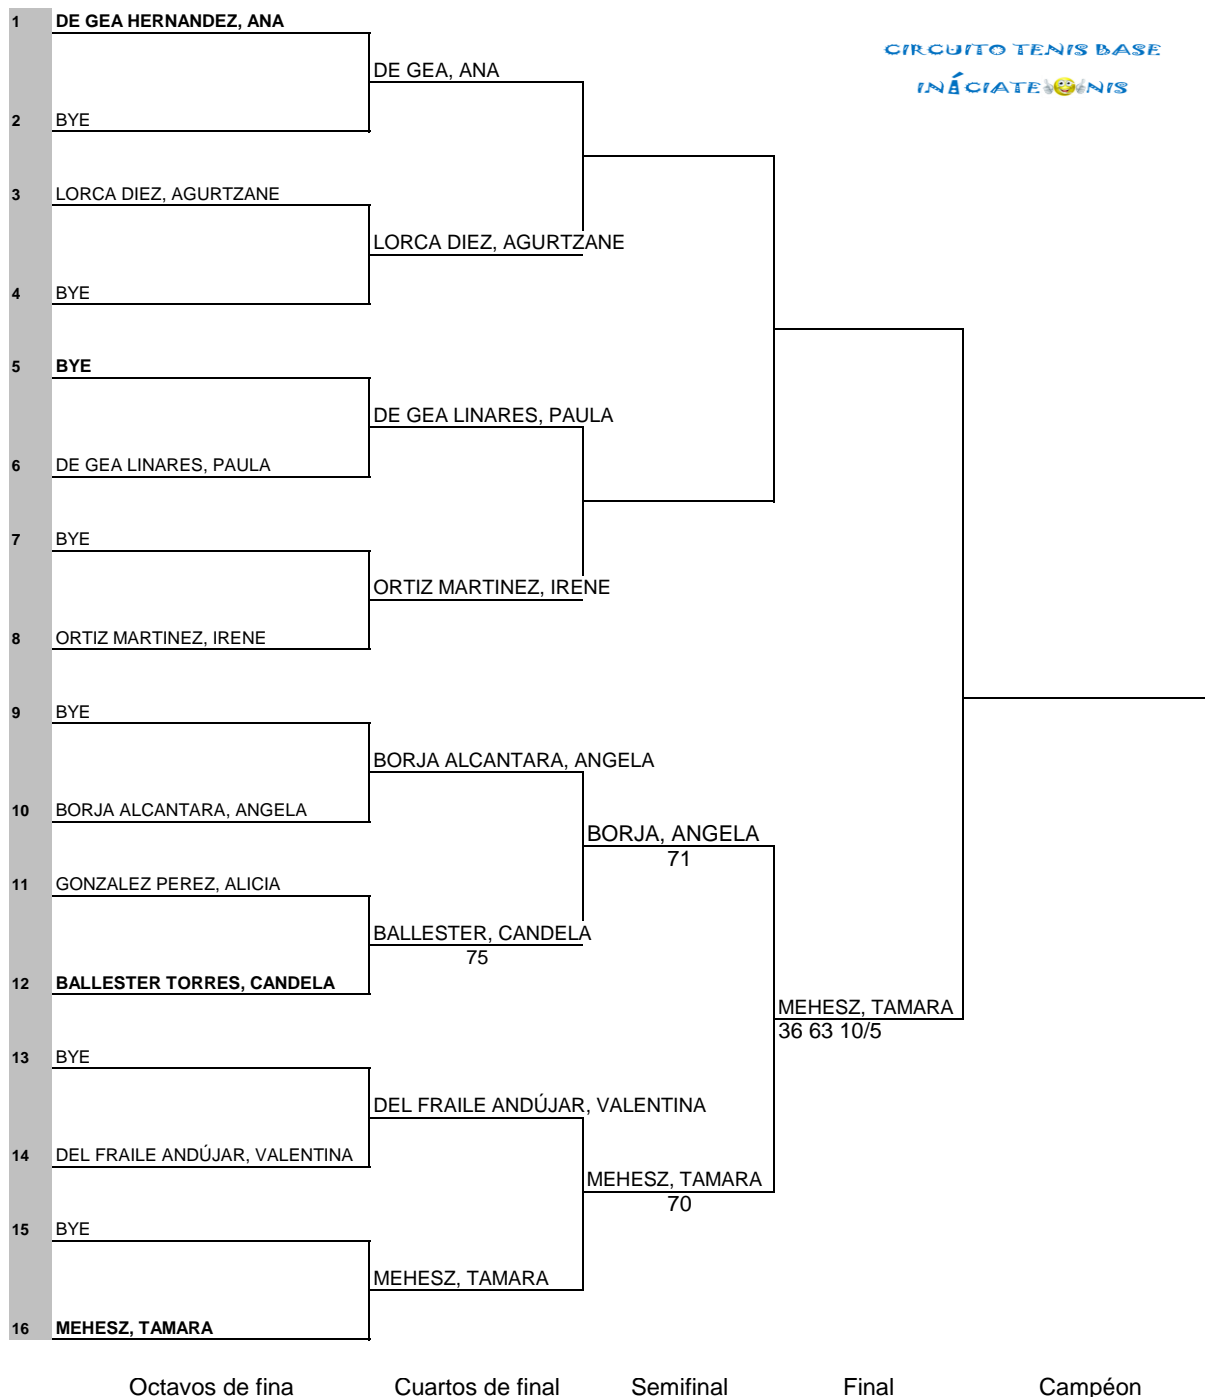 1 DE GEA HERNANDEZ, ANA
CIRCUITO TENIS BASE
DE GEA, ANA
INÍCIATE NIS
2 BYE
3 LORCA DIEZ, AGURTZANE
LORCA DIEZ, AGURTZANE
4 BYE
5 BYE
DE GEA LINARES, PAULA
6 DE GEA LINARES, PAULA
7 BYE
ORTIZ MARTINEZ, IRENE
8 ORTIZ MARTINEZ, IRENE
9 BYE
BORJA ALCANTARA, ANGELA
10 BORJA ALCANTARA, ANGELA
BORJA, ANGELA
71
11 GONZALEZ PEREZ, ALICIA
BALLESTER, CANDELA
75
12 BALLESTER TORRES, CANDELA
MEHESZ, TAMARA
36 63 10/5
13 BYE
DEL FRAILE ANDÚJAR, VALENTINA
14 DEL FRAILE ANDÚJAR, VALENTINA
MEHESZ, TAMARA
70
15 BYE
MEHESZ, TAMARA
16 MEHESZ, TAMARA
Octavos de fina Cuartos de final Semifinal Final Campéon